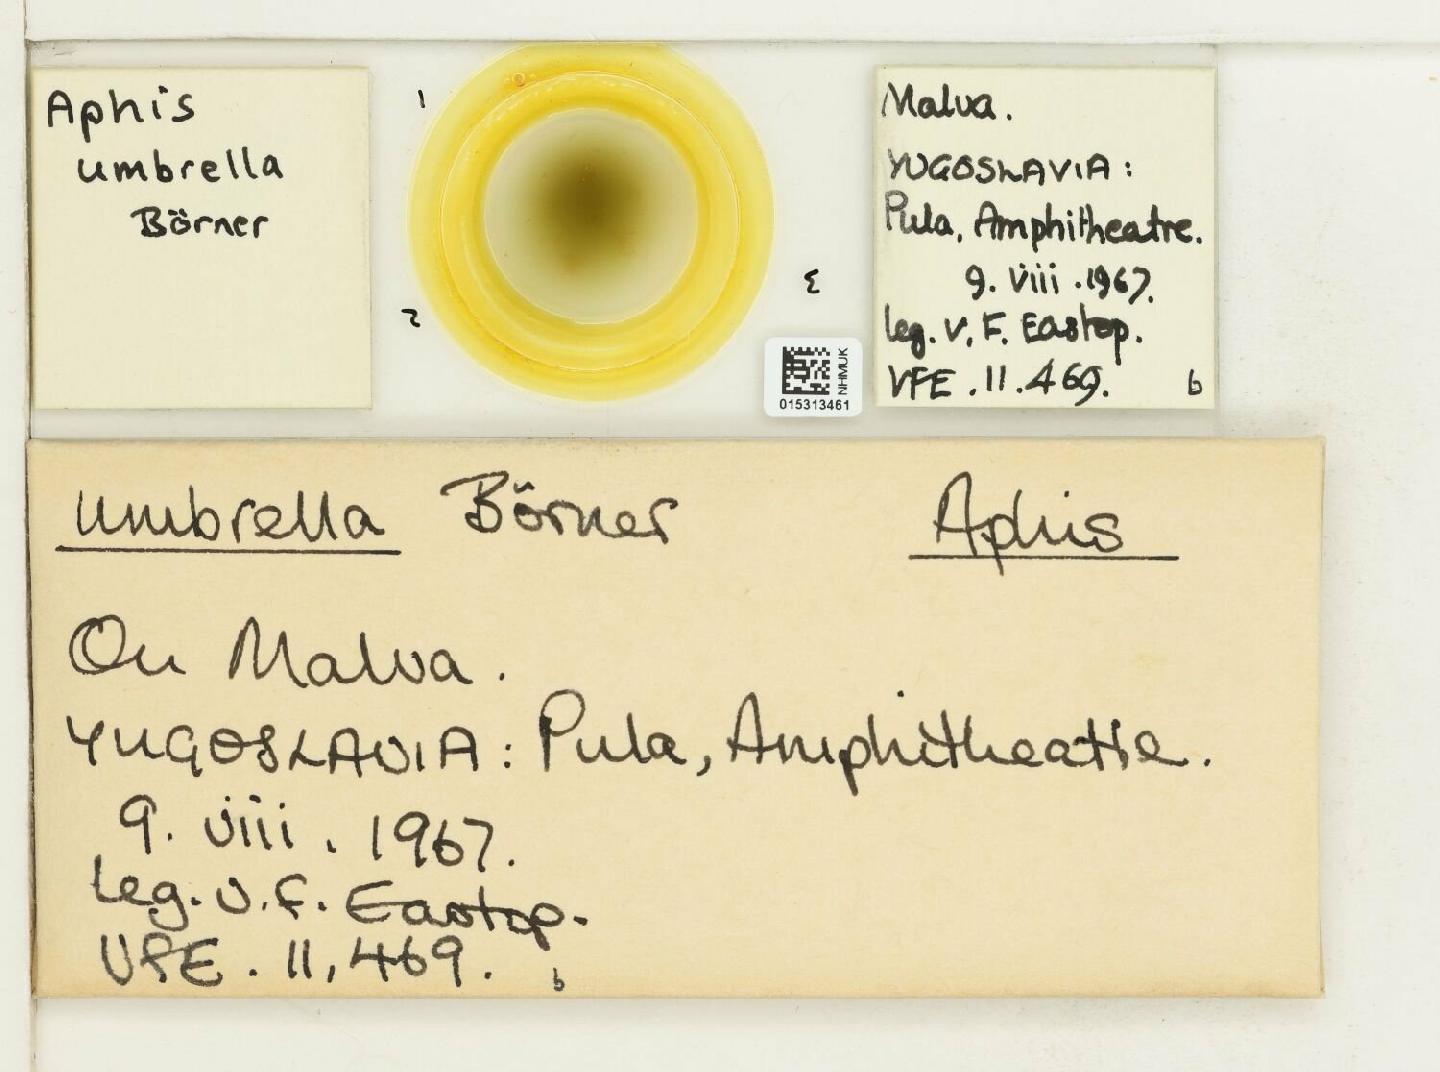 Aphis
umbrella
Börner
1
2
3
NHMUK
015313461
Malva.
YUGOSLAVIA:
Pula, Amphitheatre.
9. viii .1967.
leg. V. F. Eastop.
VFE .11.469. b
umbrella Börner Aphis
On Malva.
YUGOSLAVIA: Pula, Amphitheatre.
9. viii. 1967.
leg. V.F. Eastop.
VFE. 11,469. b